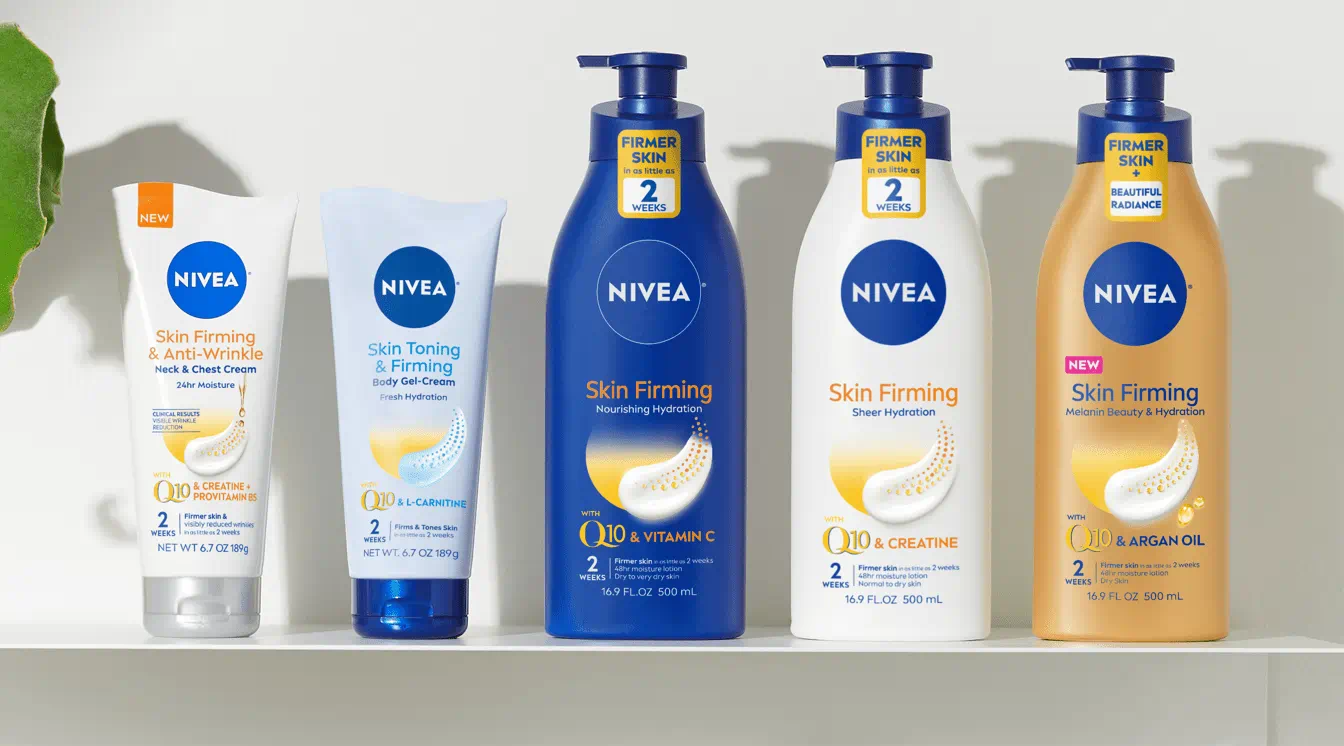 NEW
NIVEA
Skin Firming
& Anti-Wrinkle
Neck & Chest Cream
24hr Moisture
CLINICAL RESULTS
VISIBLE WRINKLE
REDUCTION
WITH
Q10 & CREATINE +
PROVITAMIN B5
2
WEEKS
Firmer skin &
visibly reduced wrinkles
in as little as 2 weeks
NET WT 6.7 OZ 189g
NIVEA
Skin Toning
& Firming
Body Gel-Cream
Fresh Hydration
WITH
Q10 & L-CARNITINE
2
WEEKS
Firms & Tones Skin
in as little as 2 weeks
NET WT. 6.7 OZ 189g
FIRMER
SKIN
in as little as
2
WEEKS
NIVEA
Skin Firming
Nourishing Hydration
WITH
Q10 & VITAMIN C
2
WEEKS
Firmer skin in as little as 2 weeks
48hr moisture lotion
Dry to very dry skin
16.9 FL.OZ 500 mL
FIRMER
SKIN
in as little as
2
WEEKS
NIVEA
Skin Firming
Sheer Hydration
WITH
Q10 & CREATINE
2
WEEKS
Firmer skin in as little as 2 weeks
48hr moisture lotion
Normal to dry skin
16.9 FL.OZ 500 mL
FIRMER
SKIN
+
BEAUTIFUL
RADIANCE
NIVEA
NEW
Skin Firming
Melanin Beauty & Hydration
WITH
Q10 & ARGAN OIL
2
WEEKS
Firmer skin in as little as 2 weeks
48hr moisture lotion
Dry Skin
16.9 FL.OZ 500 mL